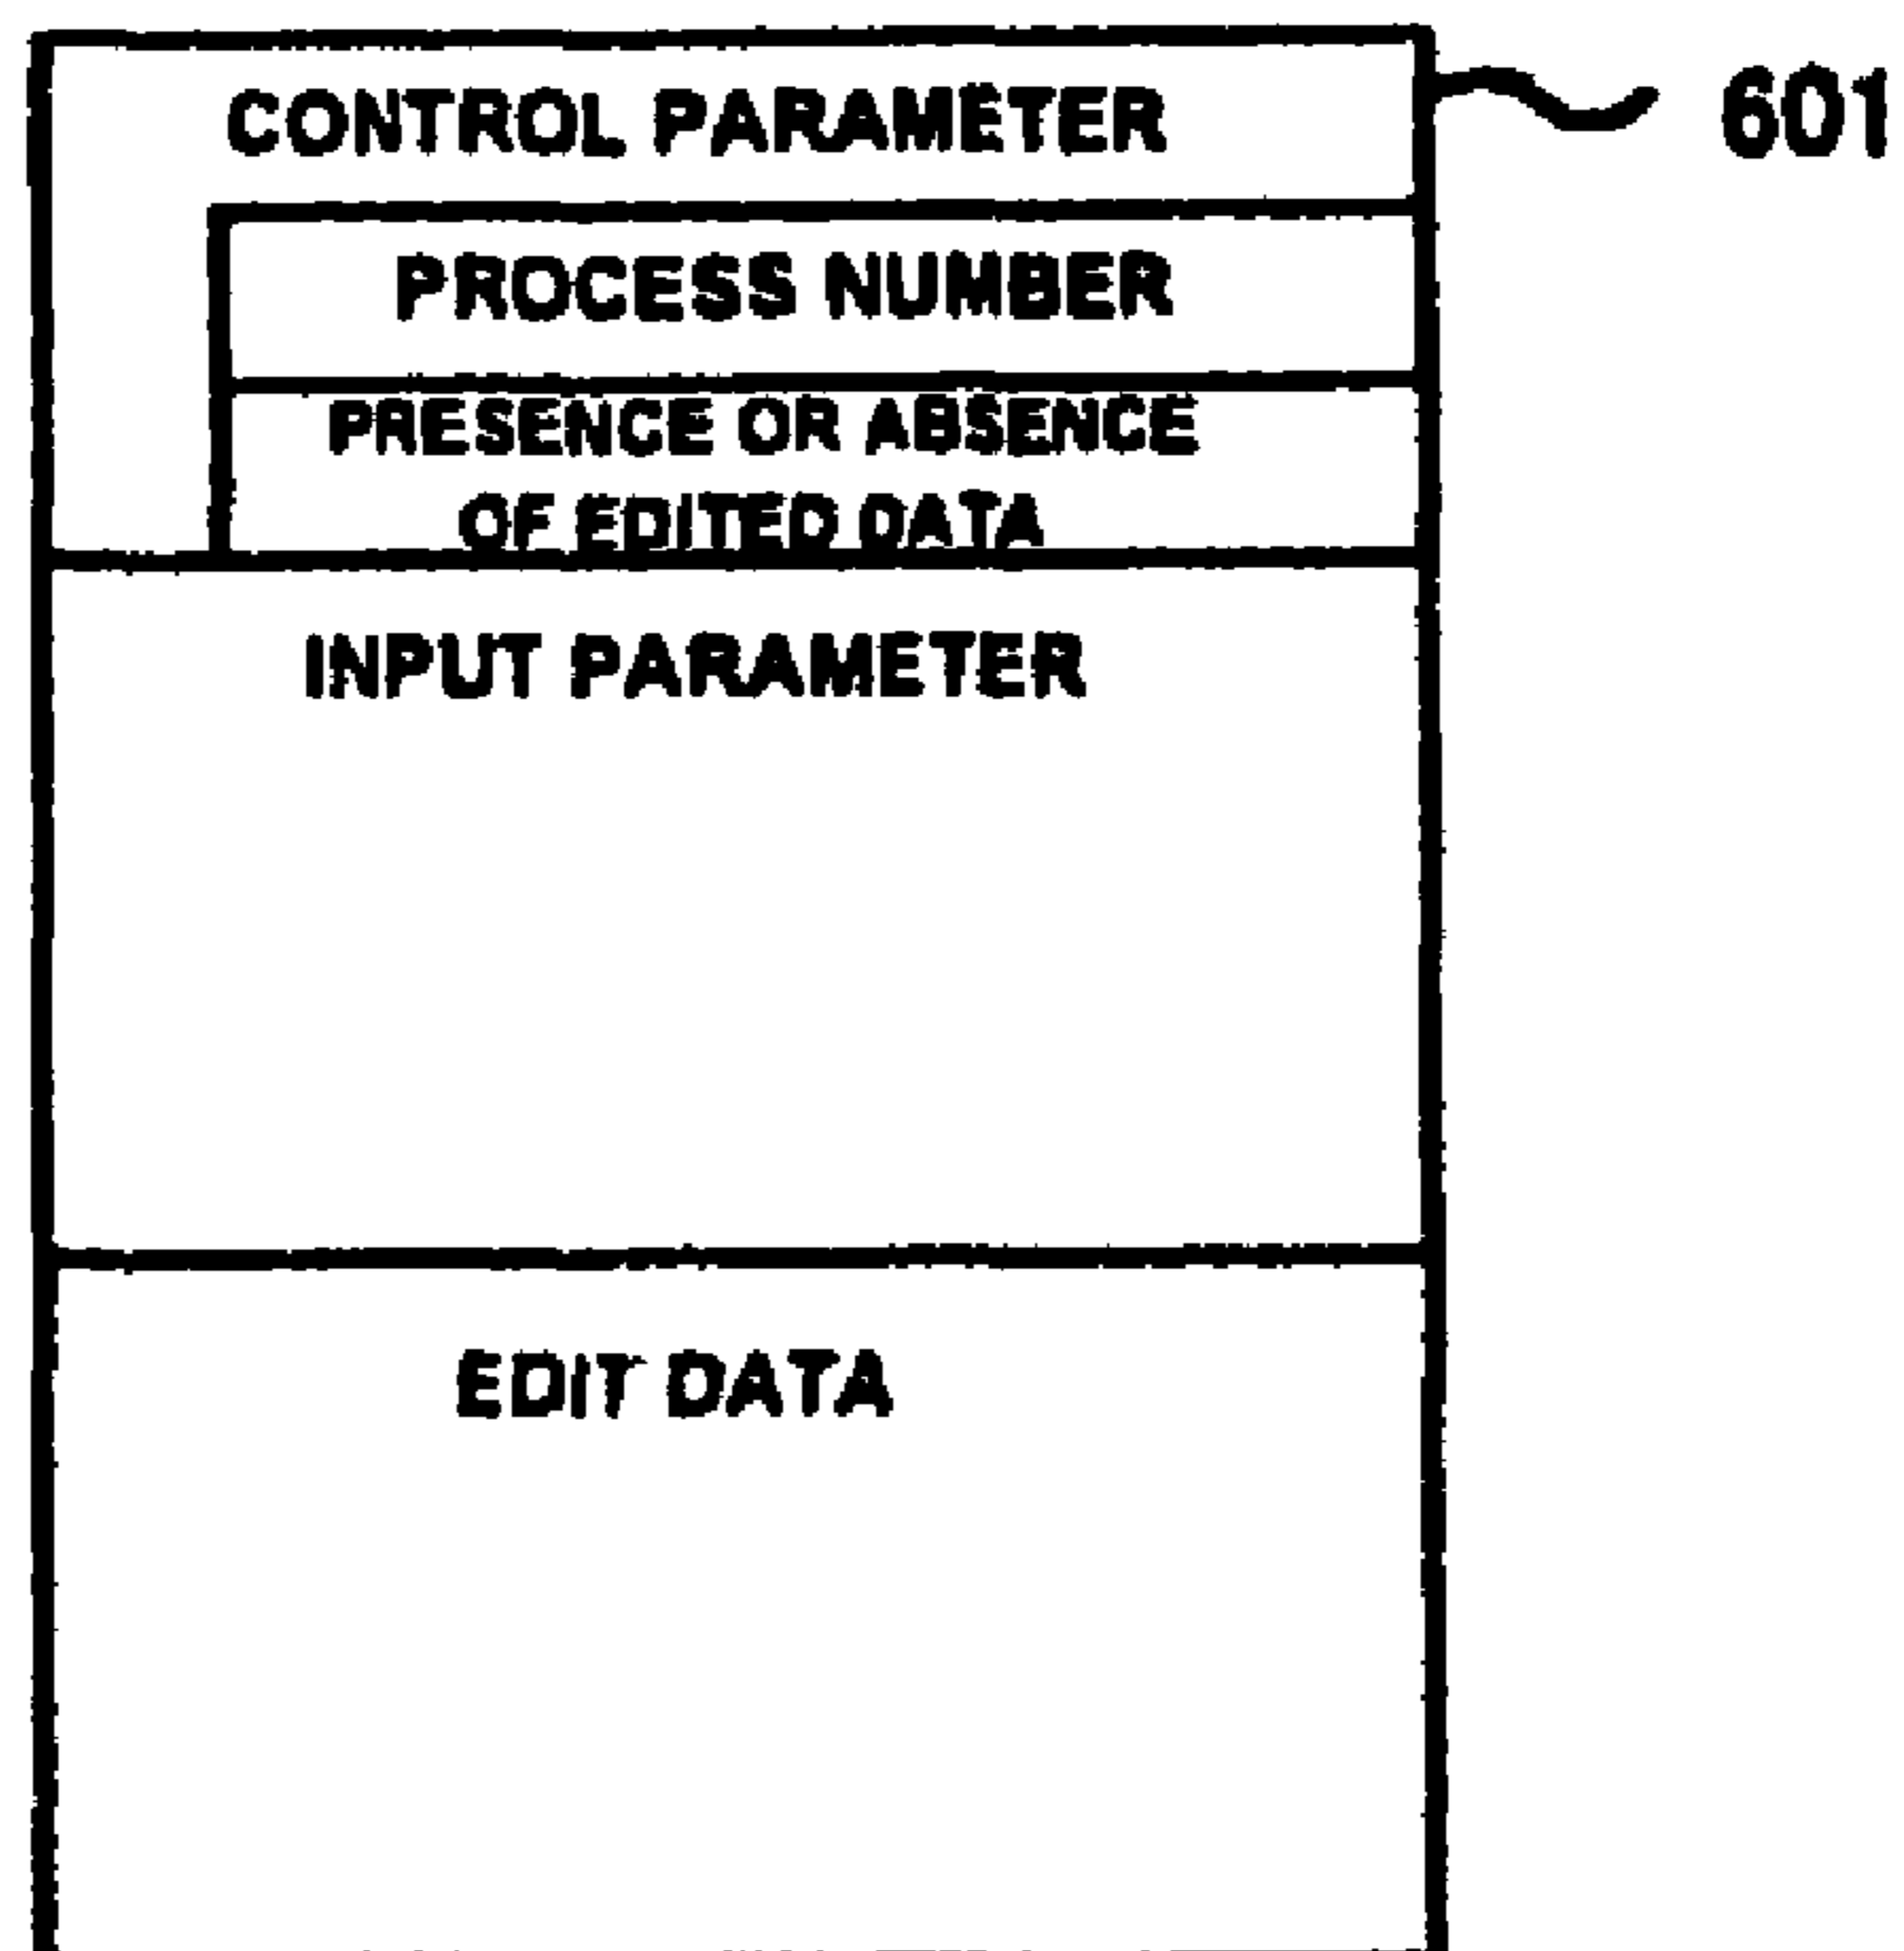 CONTROL PARAMETER
601
PROCESS NUMBER
PRESENCE OR ABSENCE
OF EDITED DATA
INPUT PARAMETER
EDIT DATA